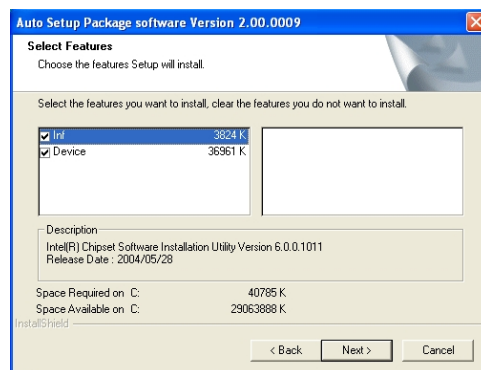 Auto Setup Package software Version 2.00.0009
Select Features
Choose the features Setup will install.
Select the features you want to install, clear the features you do not want to install.
Inf 3824 K
Device 36961 K
Description
Intel(R) Chipset Software Installation Utility Version 6.0.0.1011
Release Date : 2004/05/28
Space Required on C: 40785 K
Space Available on C: 29063888 K
InstallShield
< Back Next > Cancel